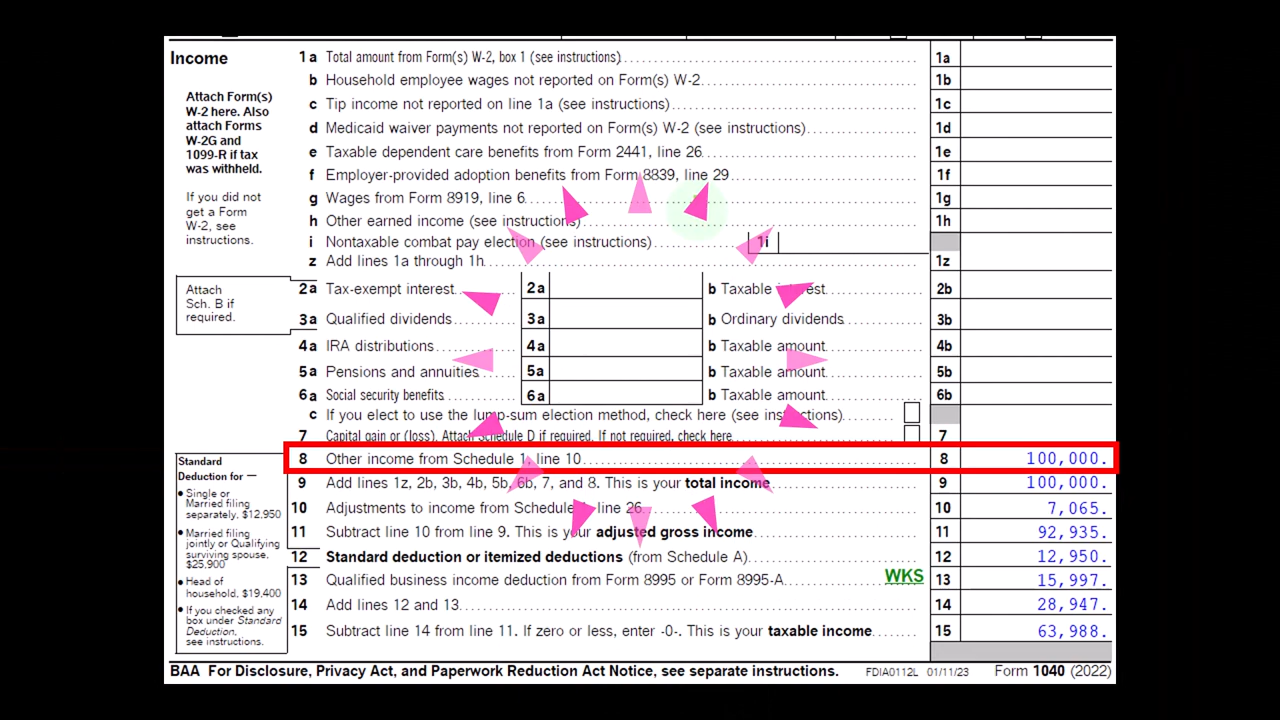 Income
1a Total amount from Form(s) W-2, box 1 (see instructions) 1a
b Household employee wages not reported on Form(s) W-2 1b
Attach Form(s)
W-2 here. Also
attach Forms
W-2G and
1099-R if tax
was withheld.
c Tip income not reported on line 1a (see instructions) 1c
d Medicaid waiver payments not reported on Form(s) W-2 (see instructions) 1d
e Taxable dependent care benefits from Form 2441, line 26 1e
f Employer-provided adoption benefits from Form 8839, line 29 1f
If you did not
get a Form
W-2, see
instructions.
g Wages from Form 8919, line 6 1g
h Other earned income (see instructions) 1h
i Nontaxable combat pay election (see instructions) 1i
z Add lines 1a through 1h 1z
Attach
Sch. B if
required.
2a Tax-exempt interest 2a b Taxable interest 2b
3a Qualified dividends 3a b Ordinary dividends 3b
4a IRA distributions 4a b Taxable amount 4b
5a Pensions and annuities 5a b Taxable amount 5b
6a Social security benefits 6a b Taxable amount 6b
c If you elect to use the lump-sum election method, check here (see instructions)
7 Capital gain or (loss). Attach Schedule D if required. If not required, check here 7
8 Other income from Schedule 1, line 10 8 100,000.
Standard
Deduction for —
• Single or
Married filing
separately, $12,950
• Married filing
jointly or Qualifying
surviving spouse,
$25,900
• Head of
household, $19,400
• If you checked any
box under Standard
Deduction,
see instructions.
9 Add lines 1z, 2b, 3b, 4b, 5b, 6b, 7, and 8. This is your total income 9 100,000.
10 Adjustments to income from Schedule 1, line 26 10 7,065.
11 Subtract line 10 from line 9. This is your adjusted gross income 11 92,935.
12 Standard deduction or itemized deductions (from Schedule A) 12 12,950.
13 Qualified business income deduction from Form 8995 or Form 8995-A WKS 13 15,997.
14 Add lines 12 and 13 14 28,947.
15 Subtract line 14 from line 11. If zero or less, enter -0-. This is your taxable income 15 63,988.
BAA For Disclosure, Privacy Act, and Paperwork Reduction Act Notice, see separate instructions. FDIA0112L 01/11/23 Form 1040 (2022)